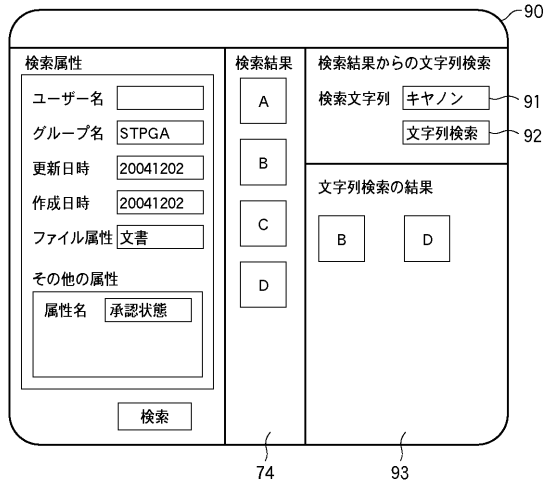 90
検索属性
ユーザー名
グループ名 STPGA
更新日時 20041202
作成日時 20041202
ファイル属性 文書
その他の属性
属性名 承認状態
検索
検索結果
A
B
C
D
検索結果からの文字列検索
検索文字列 キヤノン 91
文字列検索 92
文字列検索の結果
B D
74
93